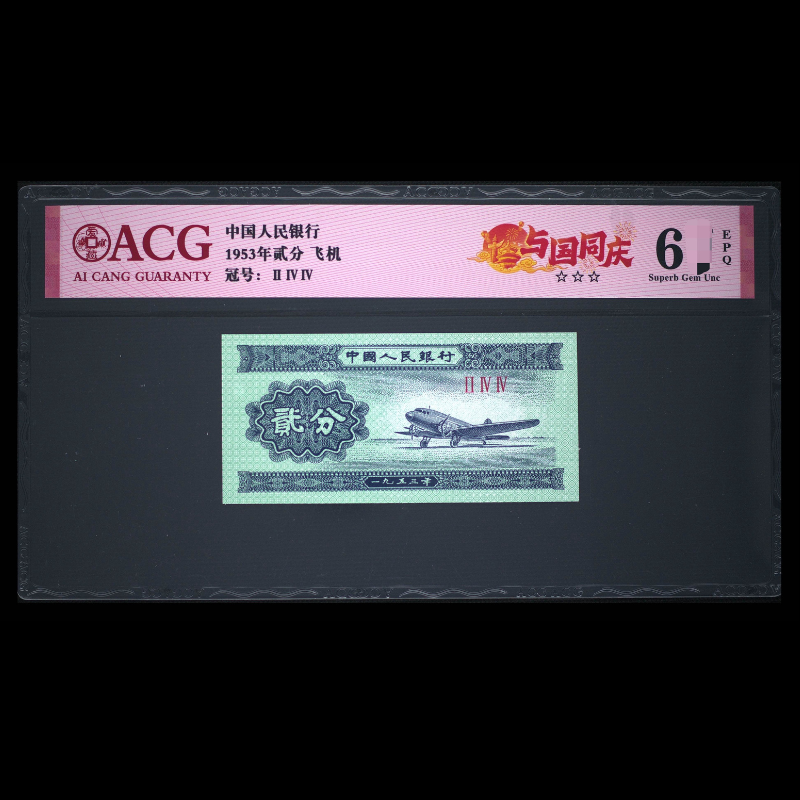 ACG
AI CANG GUARANTY
中国人民银行
1953年贰分 飞机
冠号: II IV IV
与国同庆
☆☆☆
6
EPQ
Superb Gem Unc
中國人民銀行
II IV IV
貳分
一九五三年